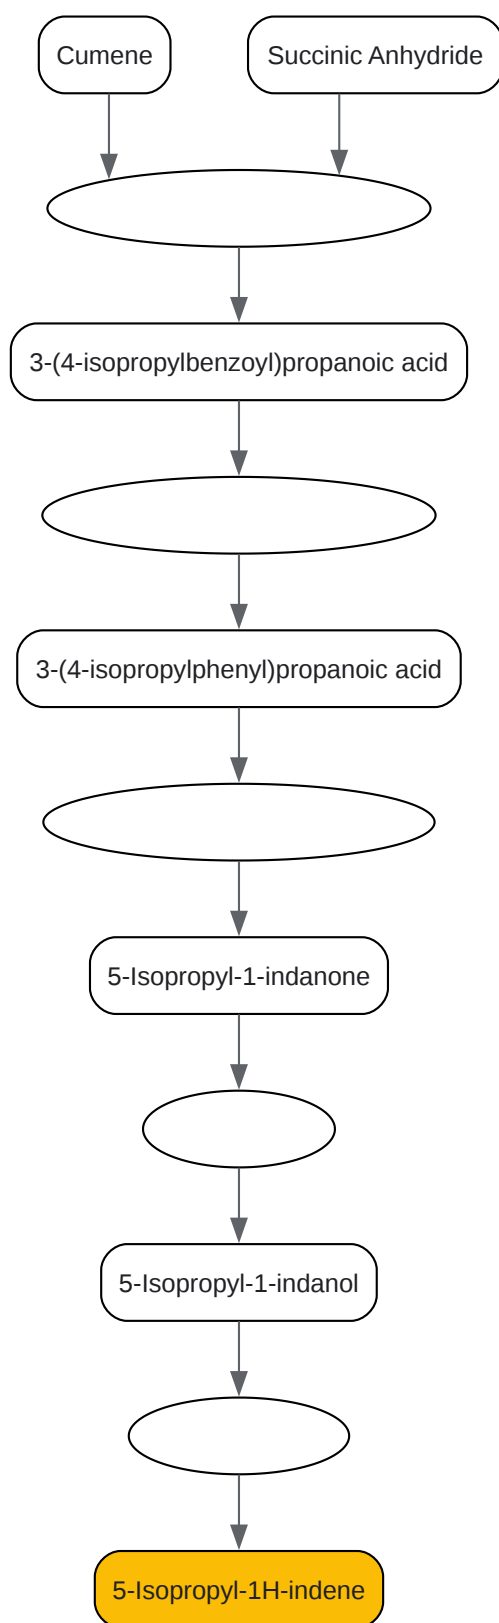 Cumene
Succinic Anhydride
3-(4-isopropylbenzoyl)propanoic acid
3-(4-isopropylphenyl)propanoic acid
5-Isopropyl-1-indanone
5-Isopropyl-1-indanol
5-Isopropyl-1H-indene